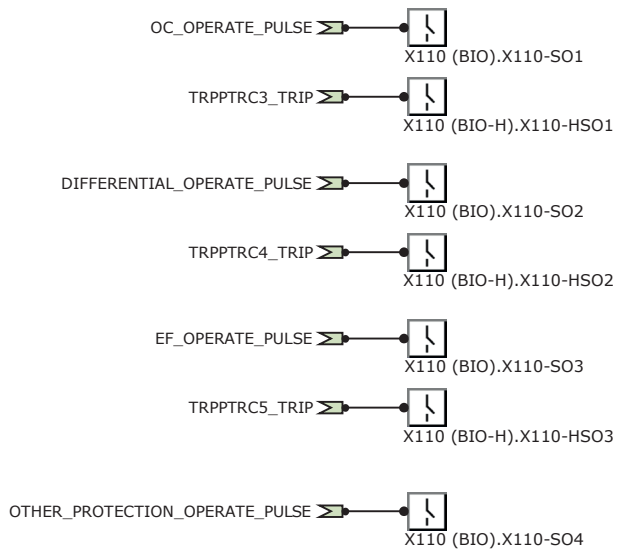 OC_OPERATE_PULSE
X110 (BIO).X110-SO1
TRPPTRC3_TRIP
X110 (BIO-H).X110-HSO1
DIFFERENTIAL_OPERATE_PULSE
X110 (BIO).X110-SO2
TRPPTRC4_TRIP
X110 (BIO-H).X110-HSO2
EF_OPERATE_PULSE
X110 (BIO).X110-SO3
TRPPTRC5_TRIP
X110 (BIO-H).X110-HSO3
OTHER_PROTECTION_OPERATE_PULSE
X110 (BIO).X110-SO4